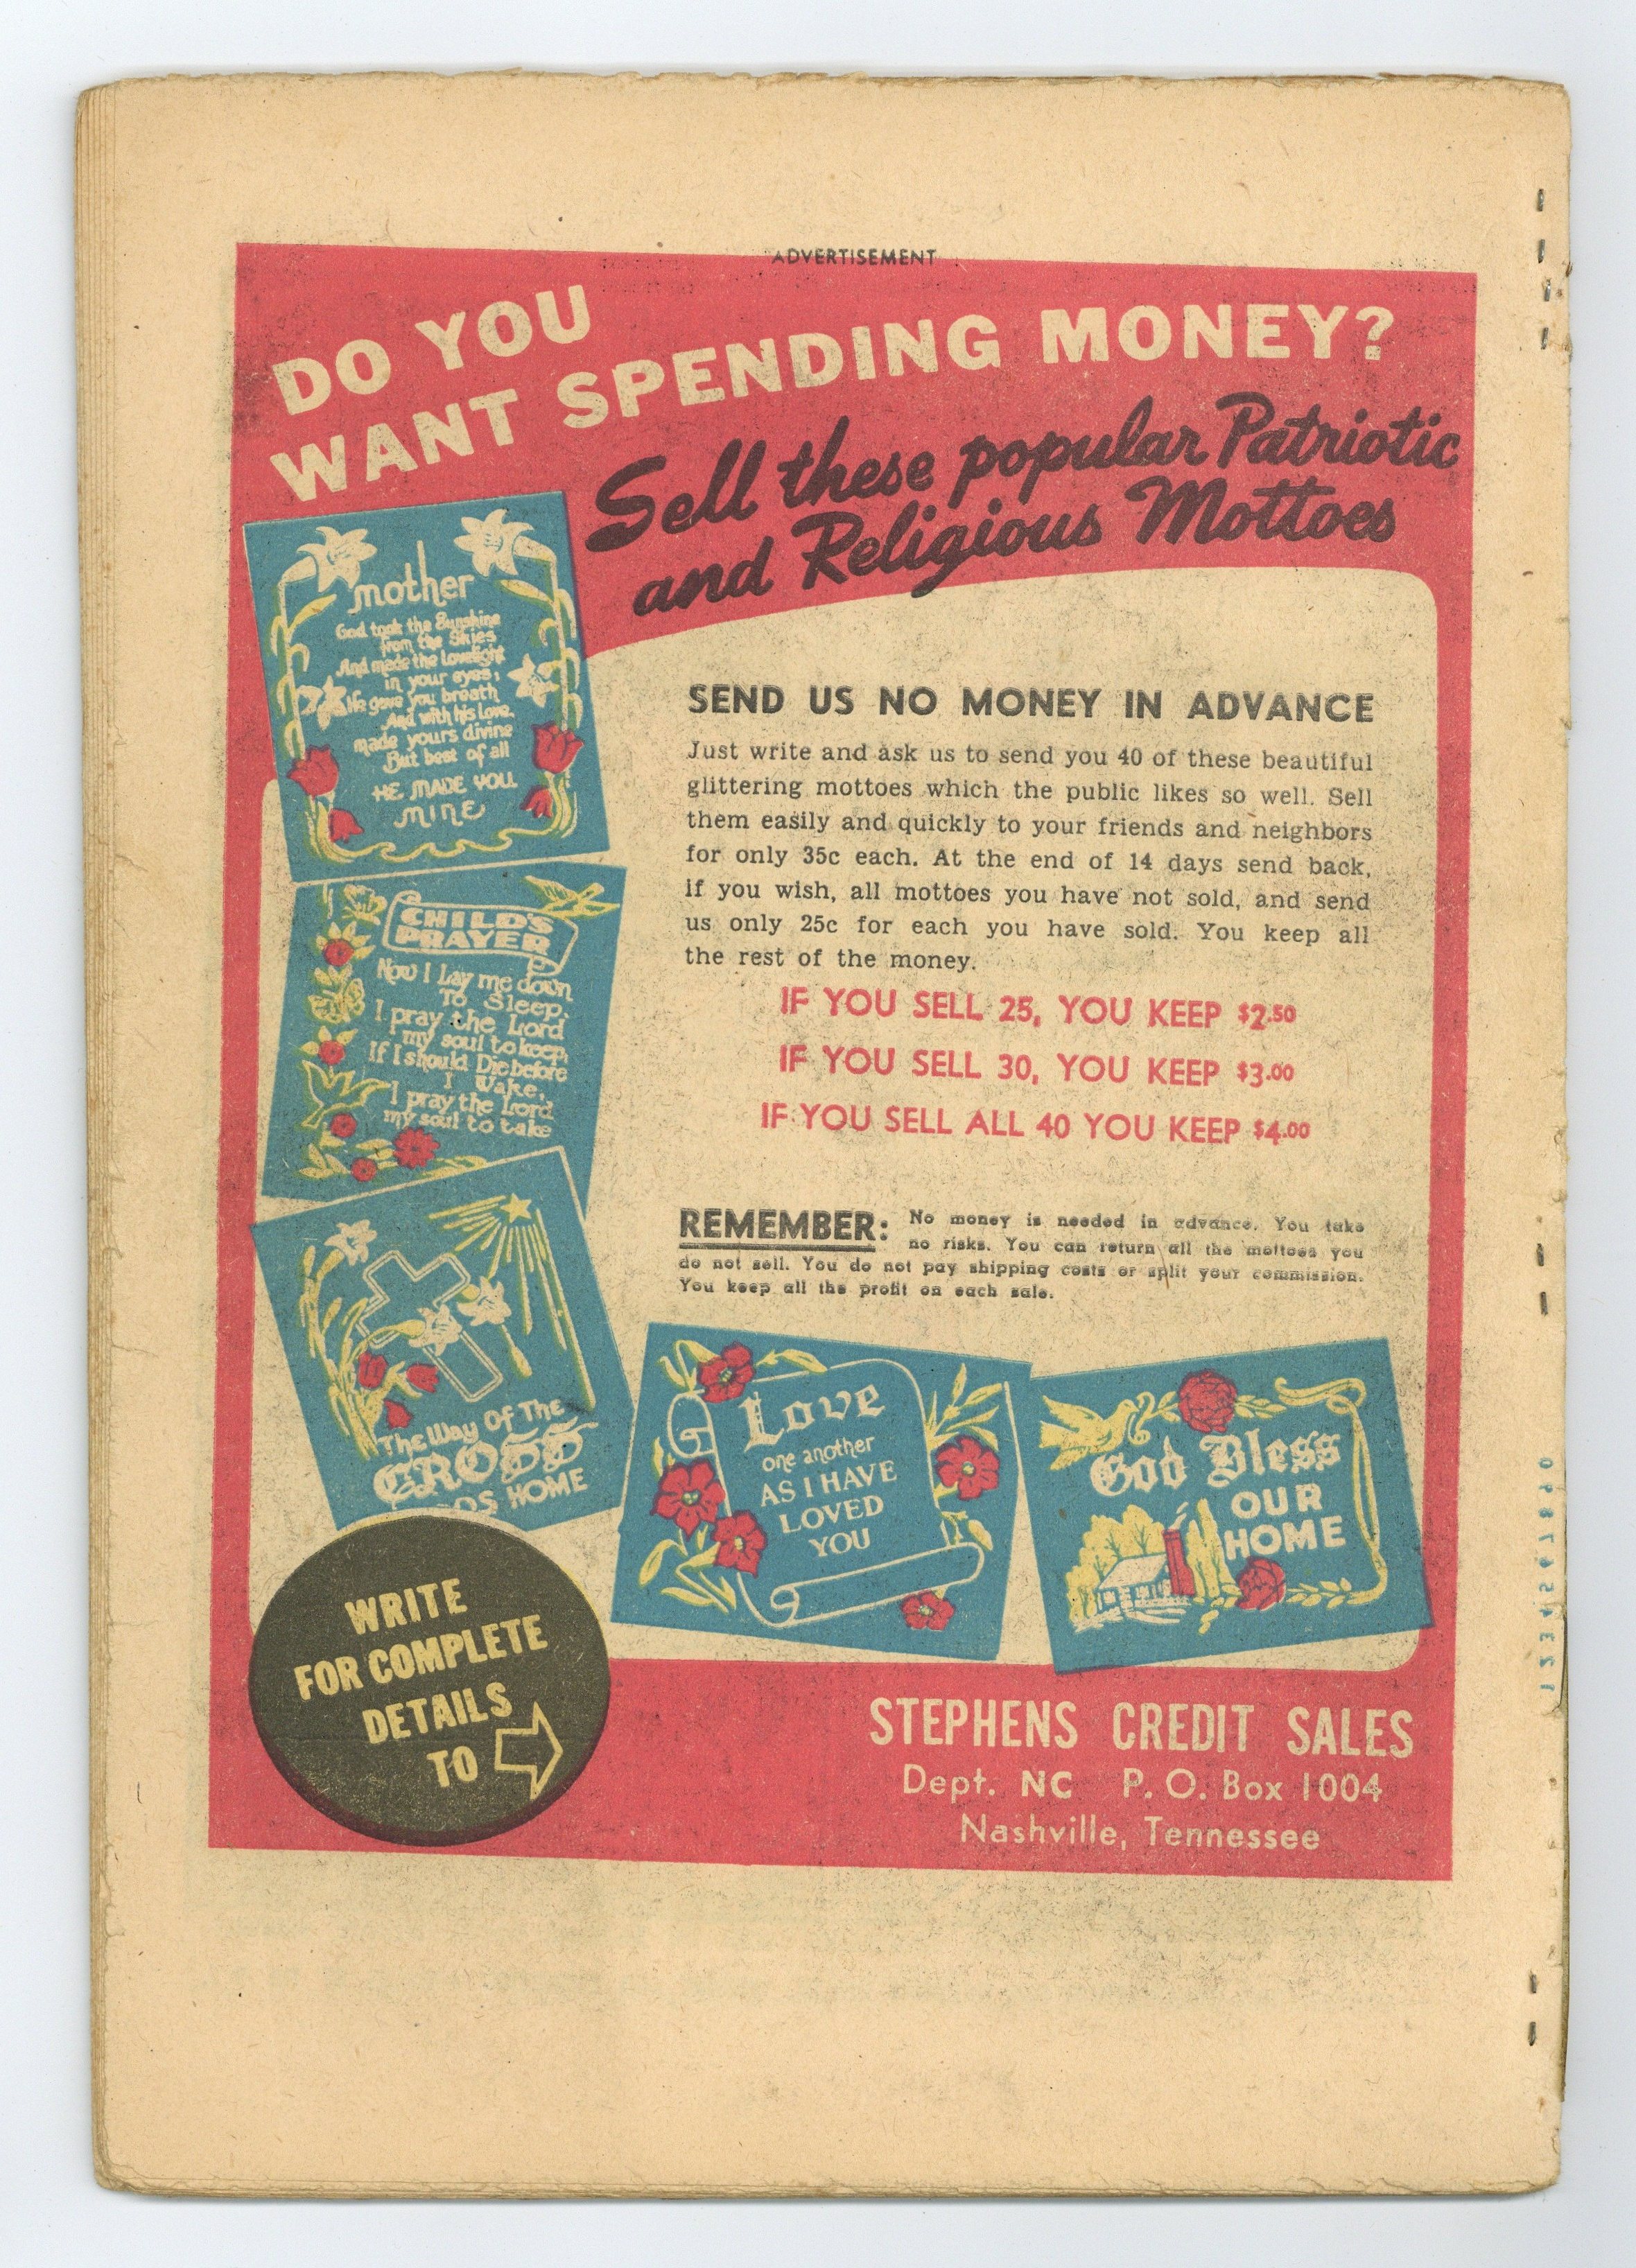 ADVERTISEMENT
DO YOU
WANT SPENDING MONEY?
Sell these popular Patriotic
and Religious Mottoes
mother
God took the Sunshine
from the Skies
And made the Lovelight
in your eyes;
He gave you breath
And with his Love,
made yours divine
But best of all
HE MADE YOU
MINE
CHILD'S
PRAYER
Now I Lay me down
To Sleep,
I pray the Lord
my soul to keep,
If I should Die before
I Wake,
I pray the Lord
my soul to take
The Way Of The
CROSS
HOME
SEND US NO MONEY IN ADVANCE
Just write and ask us to send you 40 of these beautiful
glittering mottoes which the public likes so well. Sell
them easily and quickly to your friends and neighbors
for only 35c each. At the end of 14 days send back,
if you wish, all mottoes you have not sold, and send
us only 25c for each you have sold. You keep all
the rest of the money.
IF YOU SELL 25, YOU KEEP $2.50
IF YOU SELL 30, YOU KEEP $3.00
IF YOU SELL ALL 40 YOU KEEP $4.00
REMEMBER: No money is needed in advance. You take
no risks. You can return all the mottoes you
do not sell. You do not pay shipping costs or split your commission.
You keep all the profit on each sale.
Love
one another
AS I HAVE
LOVED
YOU
God Bless
OUR
HOME
WRITE
FOR COMPLETE
DETAILS
TO
STEPHENS CREDIT SALES
Dept. NC P. O. Box 1004
Nashville, Tennessee